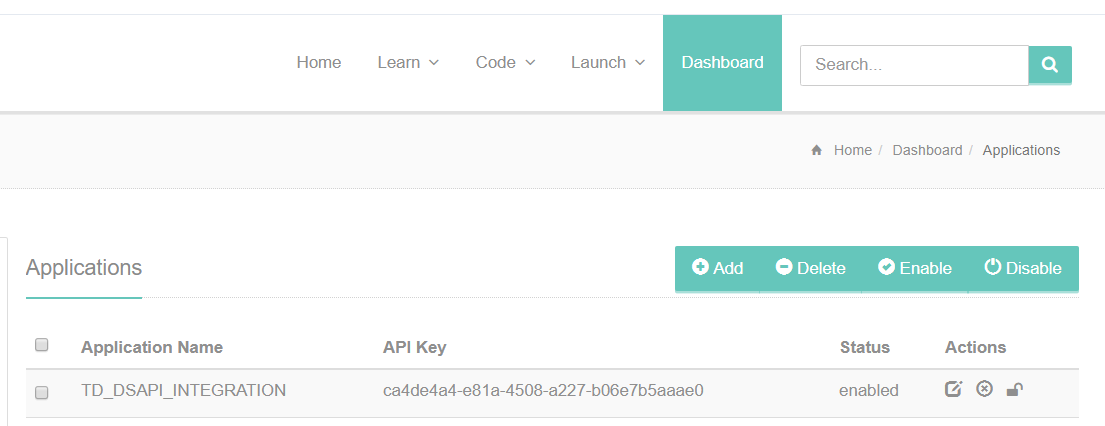 Home Learn Code Launch Dashboard Search...
Home / Dashboard / Applications
Applications Add Delete Enable Disable
Application Name API Key Status Actions
TD_DSAPI_INTEGRATION ca4de4a4-e81a-4508-a227-b06e7b5aaae0 enabled